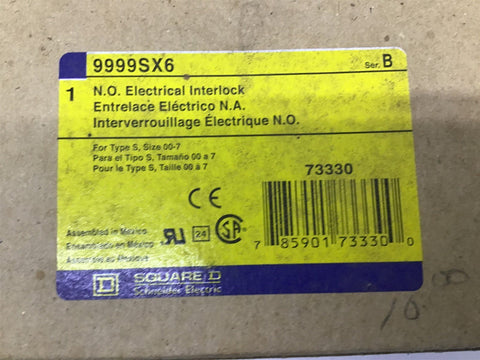 9999SX6
Ser. B
1 N.O. Electrical Interlock
Entrelace Eléctrico N.A.
Interverrouillage Électrique N.O.
For Type S, Size 00-7
Para el Tipo S, Tamaño 00 a 7
Pour le Type S, Taille 00 à 7
73330
CE
Assembled in Mexico
Ensamblado en México
Assemblé au Mexique
24
7 85901 73330 0
SQUARE D
Schneider Electric
10